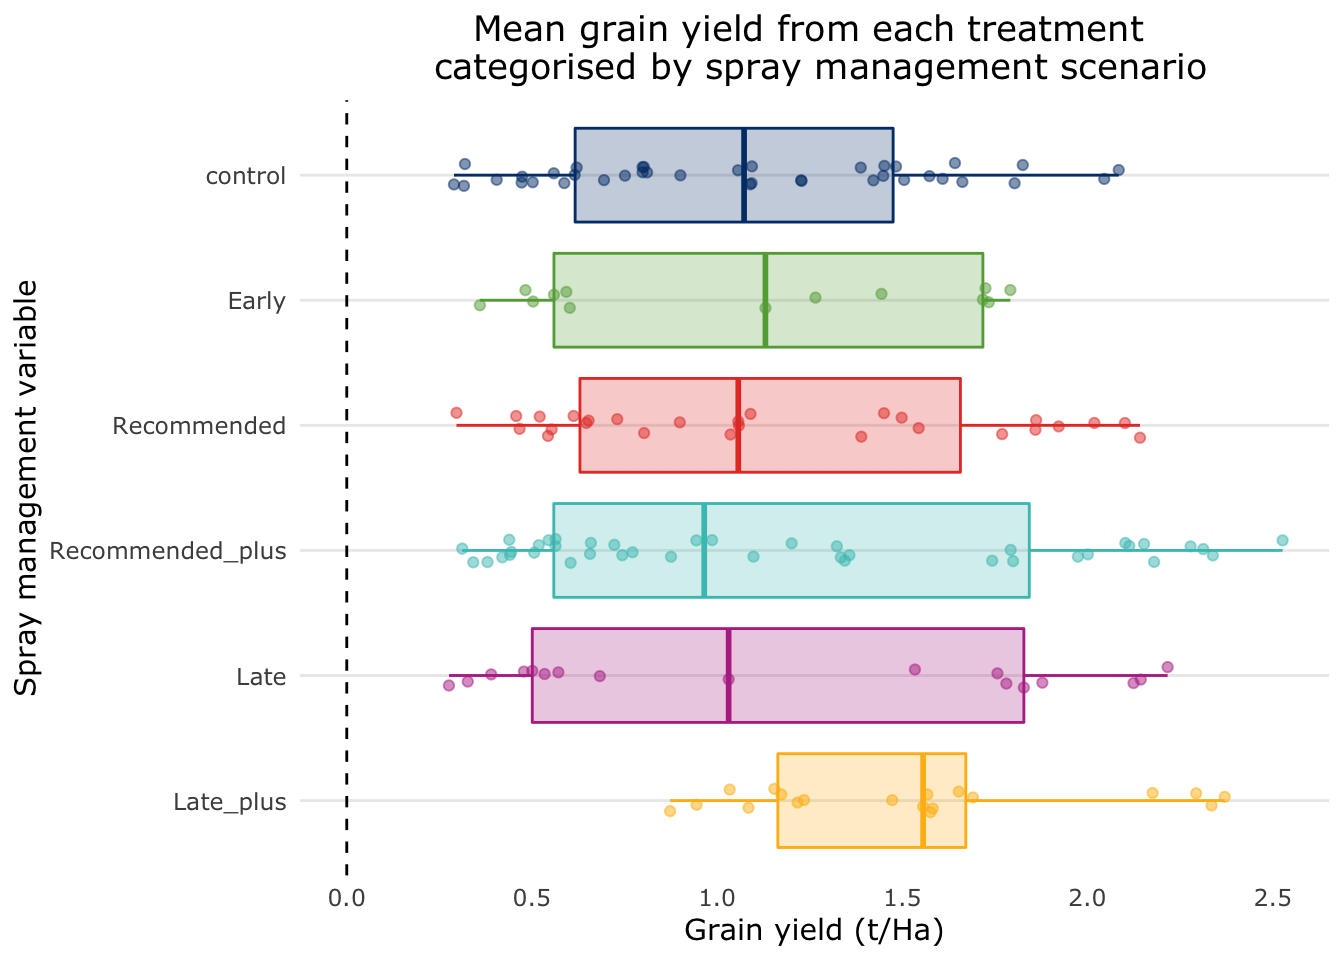 Mean grain yield from each treatment
categorised by spray management scenario
Spray management variable
control
Early
Recommended
Recommended_plus
Late
Late_plus
0.0 0.5 1.0 1.5 2.0 2.5
Grain yield (t/Ha)